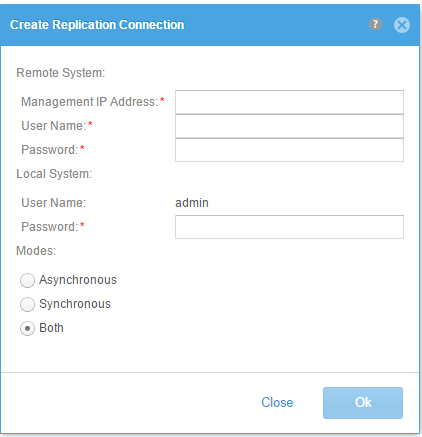 Create Replication Connection ?
Remote System:
Management IP Address:*
User Name:*
Password:*
Local System:
User Name: admin
Password:*
Modes:
Asynchronous
Synchronous
Both
Close Ok